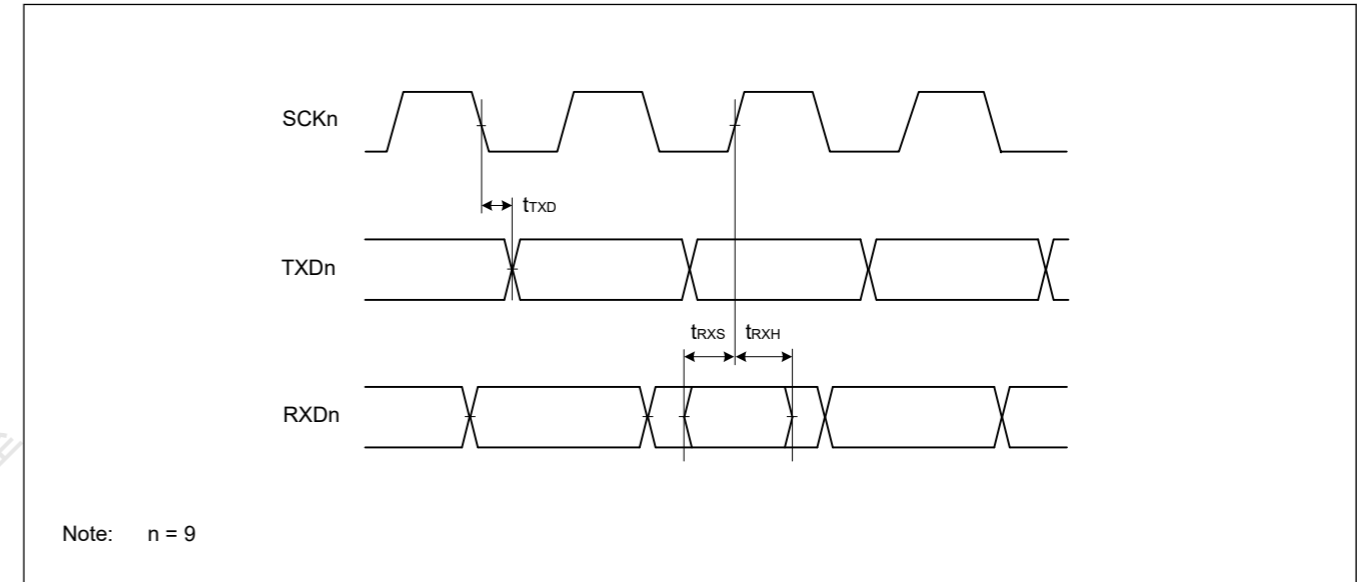 SCKn
tTXD
TXDn
tRXS tRXH
RXDn
Note: n = 9